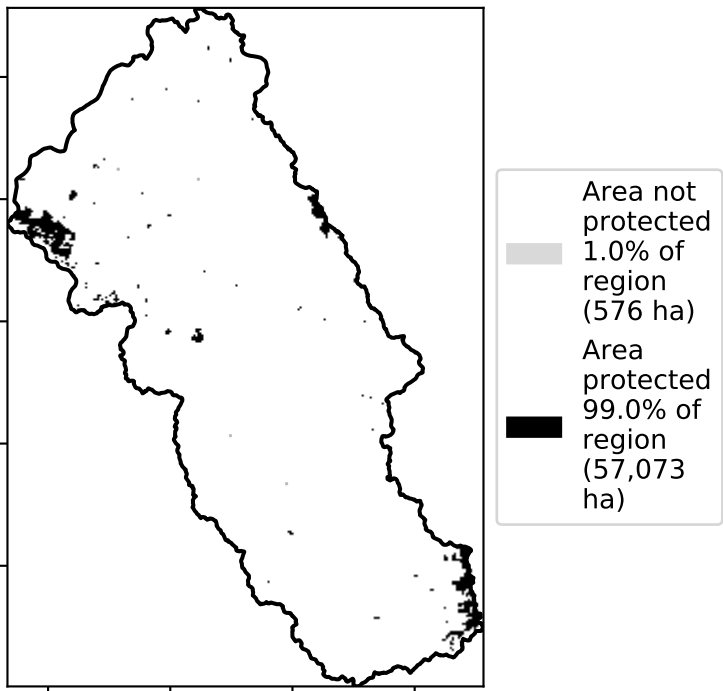 Area not
protected
1.0% of
region
(576 ha)
Area
protected
99.0% of
region
(57,073
ha)